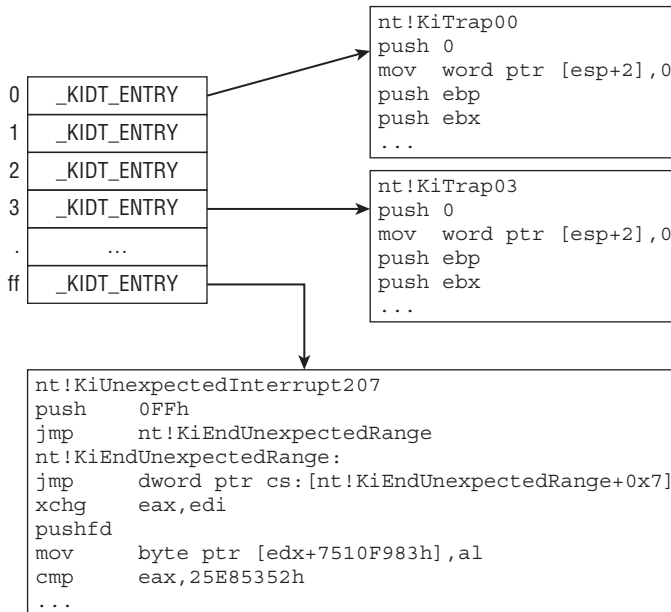 0 _KIDT_ENTRY
1 _KIDT_ENTRY
2 _KIDT_ENTRY
3 _KIDT_ENTRY
. ...
ff _KIDT_ENTRY
nt!KiTrap00
push 0
mov word ptr [esp+2],0
push ebp
push ebx
...
nt!KiTrap03
push 0
mov word ptr [esp+2],0
push ebp
push ebx
...
nt!KiUnexpectedInterrupt207
push 0FFh
jmp nt!KiEndUnexpectedRange
nt!KiEndUnexpectedRange:
jmp dword ptr cs:[nt!KiEndUnexpectedRange+0x7]
xchg eax,edi
pushfd
mov byte ptr [edx+7510F983h],al
cmp eax,25E85352h
...